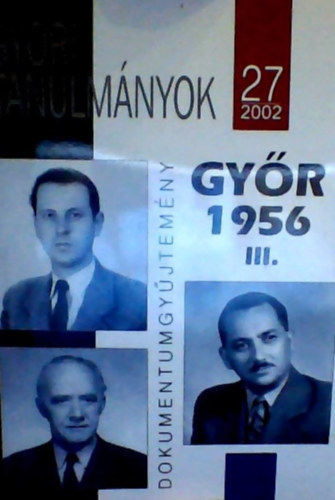 GYŐRI
TANULMÁNYOK
27
2002
GYŐR
1956
III.
DOKUMENTUMGYŰJTEMÉNY